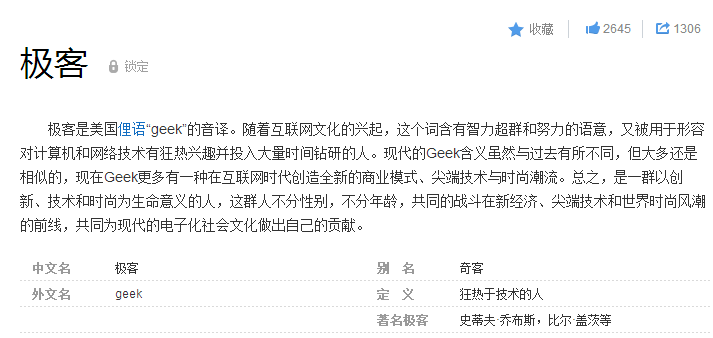 收藏 2645 1306
极客 锁定
极客是美国俚语“geek”的音译。随着互联网文化的兴起，这个词含有智力超群和努力的语意，又被用于形容
对计算机和网络技术有狂热兴趣并投入大量时间钻研的人。现代的Geek含义虽然与过去有所不同，但大多还是
相似的，现在Geek更多有一种在互联网时代创造全新的商业模式、尖端技术与时尚潮流。总之，是一群以创
新、技术和时尚为生命意义的人，这群人不分性别，不分年龄，共同的战斗在新经济、尖端技术和世界时尚风潮
的前线，共同为现代的电子化社会文化做出自己的贡献。
中文名 极客 别 名 奇客
外文名 geek 定 义 狂热于技术的人
著名极客 史蒂夫·乔布斯，比尔·盖茨等